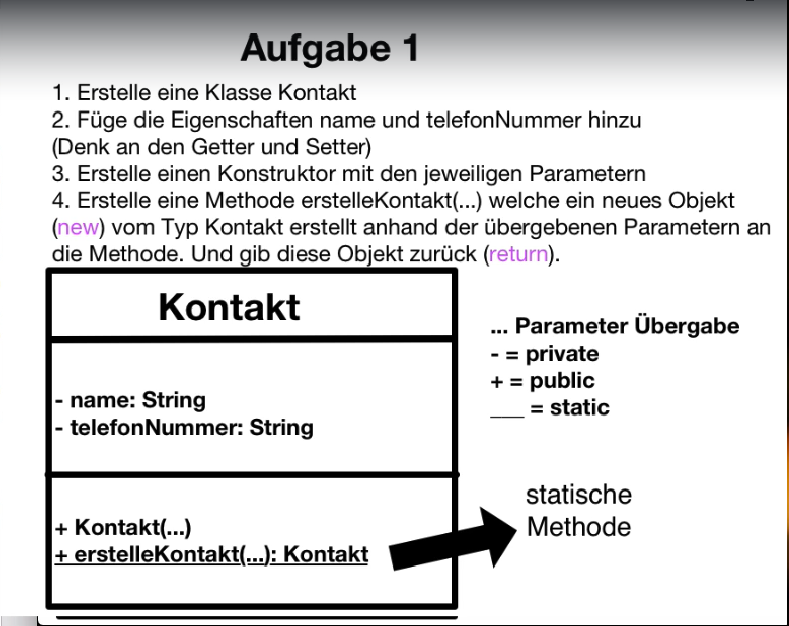 Aufgabe 1
1. Erstelle eine Klasse Kontakt
2. Füge die Eigenschaften name und telefonNummer hinzu
(Denk an den Getter und Setter)
3. Erstelle einen Konstruktor mit den jeweiligen Parametern
4. Erstelle eine Methode erstelleKontakt(...) welche ein neues Objekt
(new) vom Typ Kontakt erstellt anhand der übergebenen Parametern an
die Methode. Und gib diese Objekt zurück (return).
Kontakt
- name: String
- telefonNummer: String
+ Kontakt(...)
+ erstelleKontakt(...): Kontakt
... Parameter Übergabe
- = private
+ = public
___ = static
statische
Methode